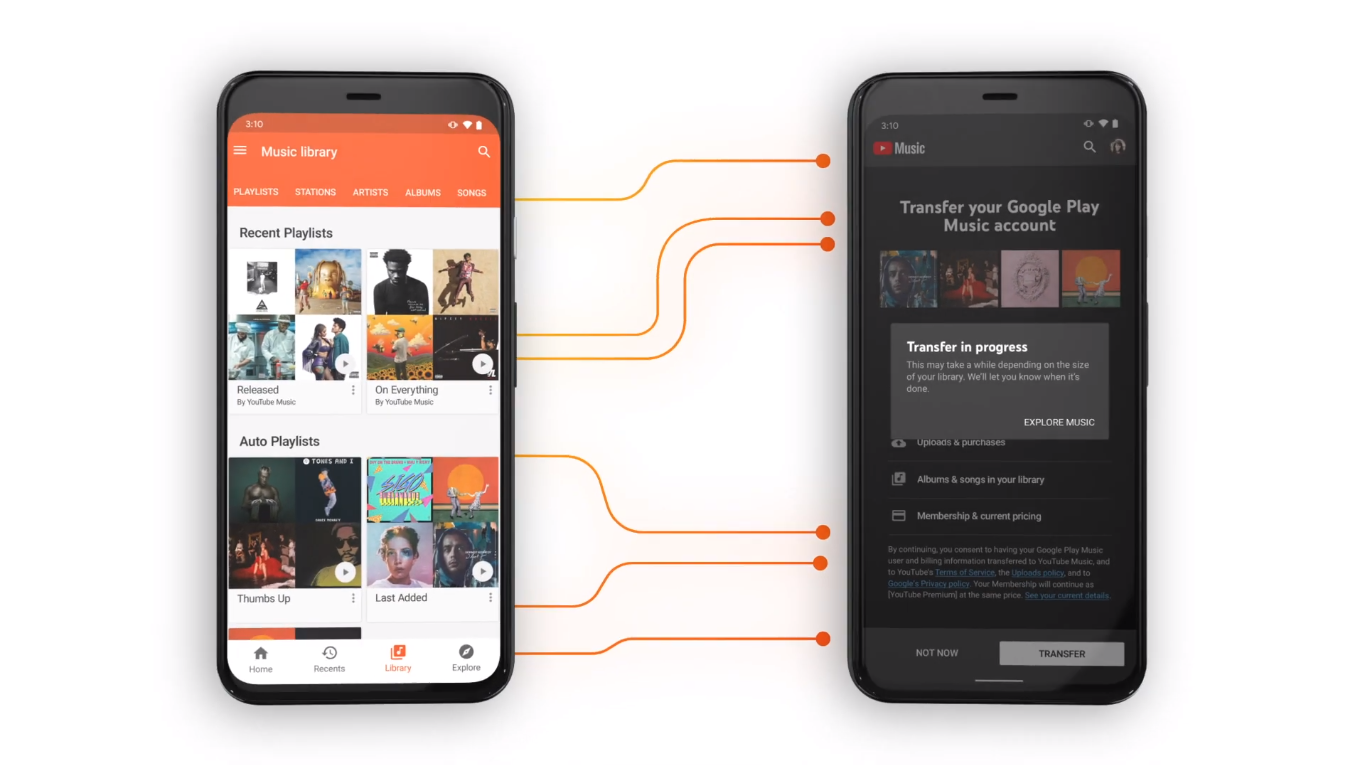 3:10
Music library
PLAYLISTS STATIONS ARTISTS ALBUMS SONGS
Recent Playlists
Released
By YouTube Music
On Everything
By YouTube Music
Auto Playlists
TONES AND I
Thumbs Up
Last Added
Home
Recents
Library
Explore
3:10
Music
Transfer your Google Play
Music account
Transfer in progress
This may take a while depending on the size
of your library. We'll let you know when it's
done.
EXPLORE MUSIC
Uploads & purchases
Albums & songs in your library
Membership & current pricing
By continuing, you consent to having your Google Play Music
user and billing information transferred to YouTube Music, and
to YouTube's Terms of Service, the Uploads policy, and to
Google's Privacy policy. Your Membership will continue as
[YouTube Premium] at the same price. See your current details.
NOT NOW
TRANSFER